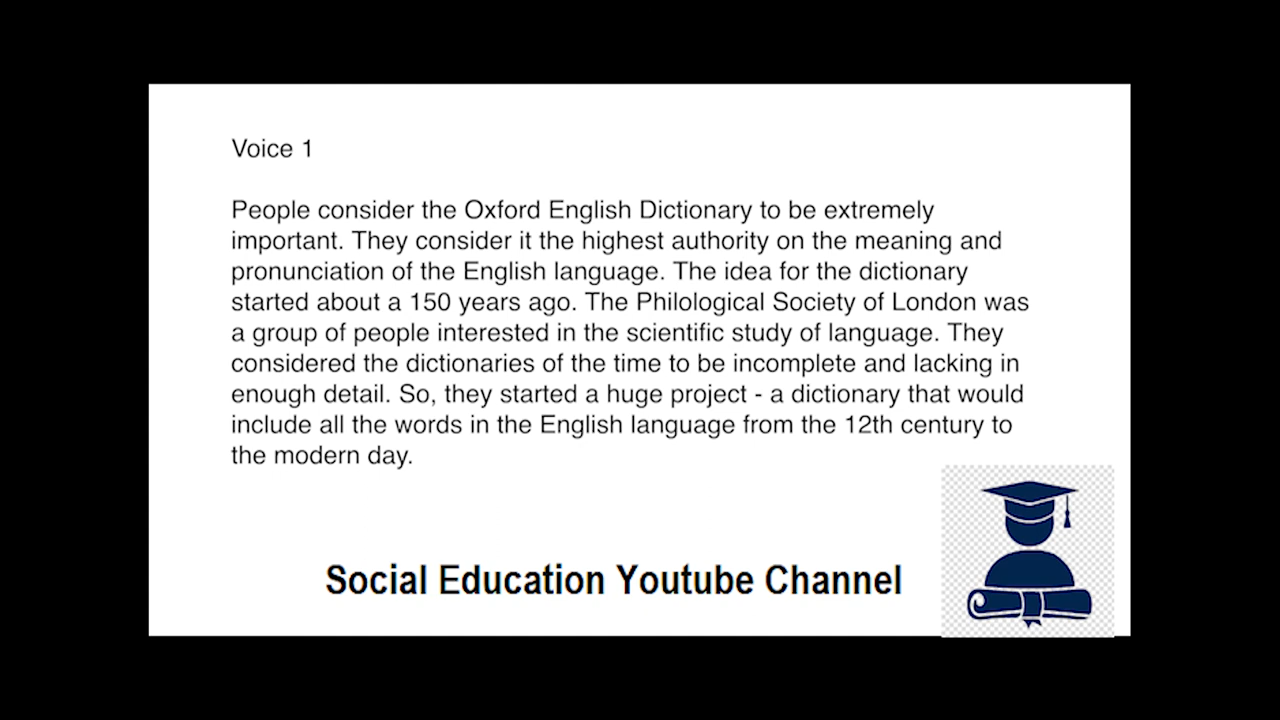 Voice 1
People consider the Oxford English Dictionary to be extremely
important. They consider it the highest authority on the meaning and
pronunciation of the English language. The idea for the dictionary
started about a 150 years ago. The Philological Society of London was
a group of people interested in the scientific study of language. They
considered the dictionaries of the time to be incomplete and lacking in
enough detail. So, they started a huge project - a dictionary that would
include all the words in the English language from the 12th century to
the modern day.
Social Education Youtube Channel